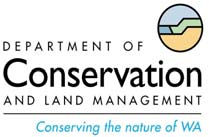 DEPARTMENT OF
Conservation
AND LAND MANAGEMENT
Conserving the nature of WA